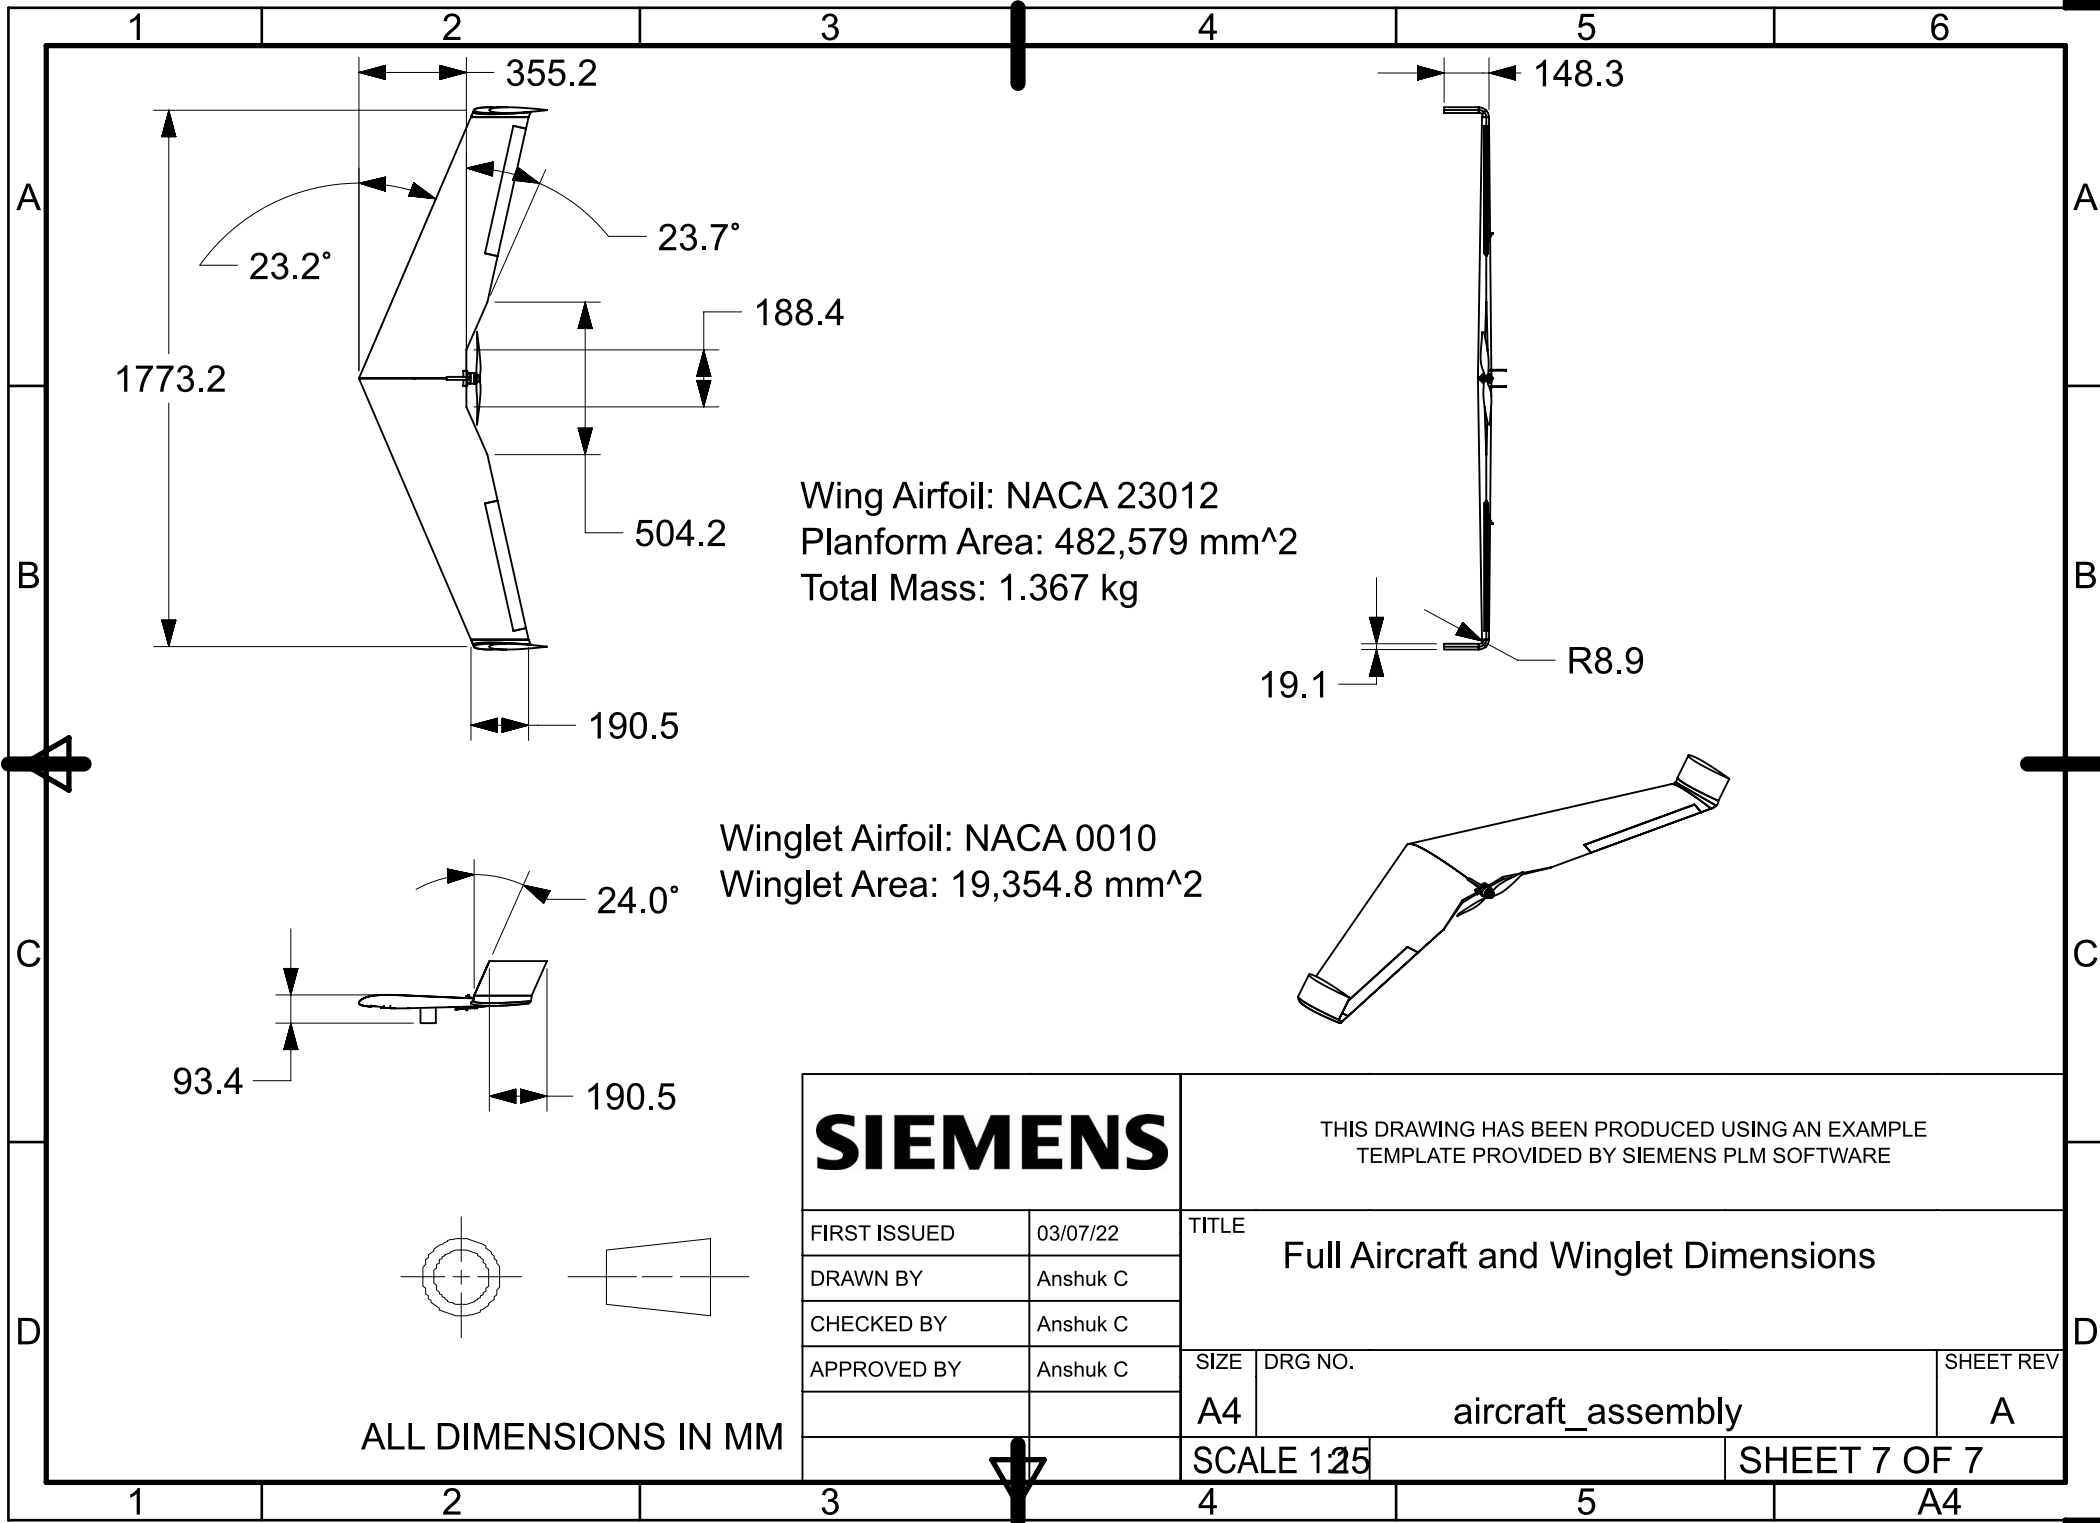 1 2 3 4 5 6
355.2
148.3
A
A
23.7°
23.2°
188.4
1773.2
Wing Airfoil: NACA 23012
504.2
Planform Area: 482,579 mm^2
B
B
Total Mass: 1.367 kg
R8.9
19.1
190.5
Winglet Airfoil: NACA 0010
Winglet Area: 19,354.8 mm^2
24.0°
C
C
93.4
190.5
SIEMENS
THIS DRAWING HAS BEEN PRODUCED USING AN EXAMPLE
TEMPLATE PROVIDED BY SIEMENS PLM SOFTWARE
FIRST ISSUED 03/07/22
TITLE
Full Aircraft and Winglet Dimensions
DRAWN BY Anshuk C
CHECKED BY Anshuk C
D
D
APPROVED BY Anshuk C
SIZE DRG NO. SHEET REV
A4 aircraft_assembly A
ALL DIMENSIONS IN MM
SCALE
SHEET 7 OF 7
1 2 3 4 5 A4